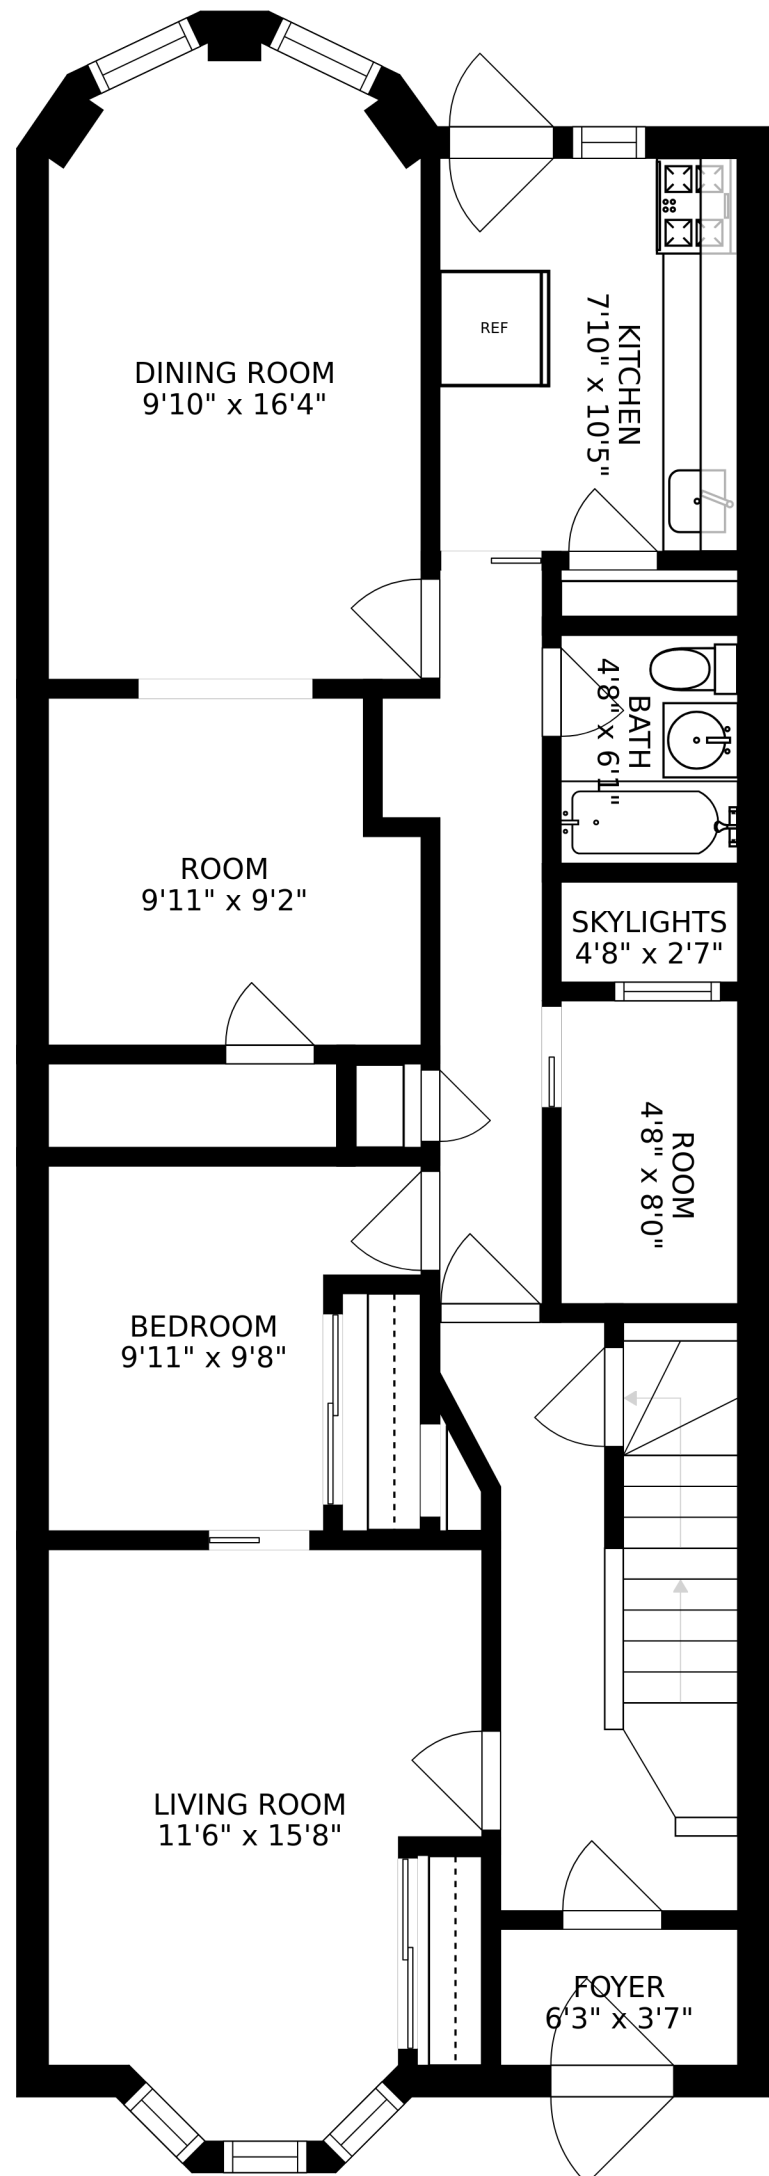 DINING ROOM
9'10" x 16'4"
REF
KITCHEN
7'10" x 10'5"
BATH
4'8" x 6'1"
ROOM
9'11" x 9'2"
SKYLIGHTS
4'8" x 2'7"
ROOM
4'8" x 8'0"
BEDROOM
9'11" x 9'8"
LIVING ROOM
11'6" x 15'8"
FOYER
6'3" x 3'7"